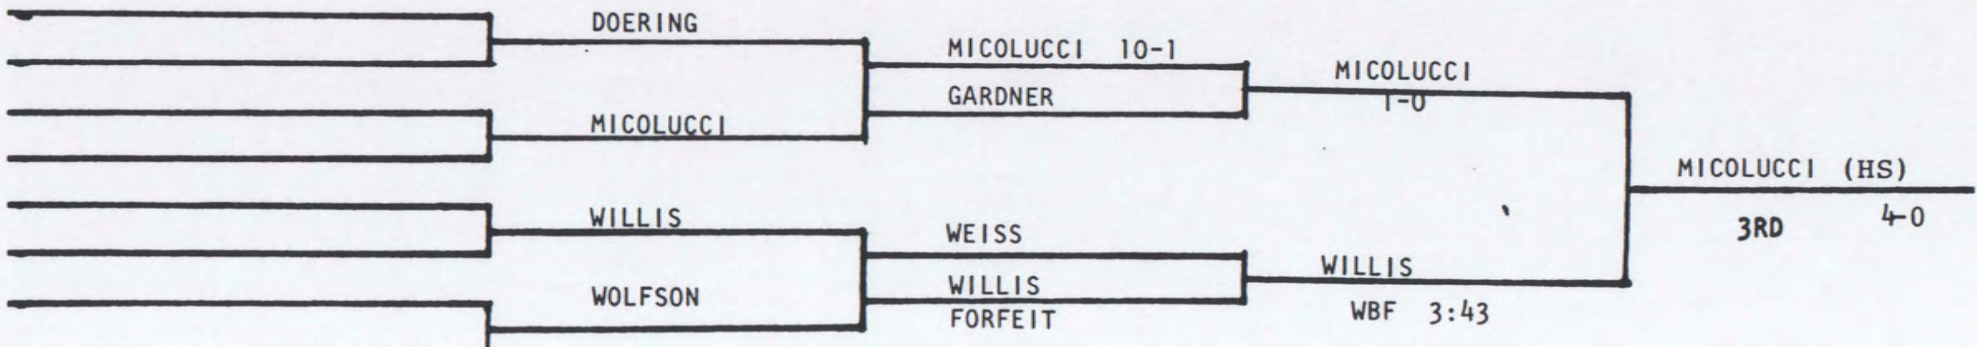 DOERING
MICOLUCCI
WILLIS
WOLFSON
MICOLUCCI 10-1
GARDNER
WEISS
WILLIS
FORFEIT
MICOLUCCI
1-0
WILLIS
WBF 3:43
MICOLUCCI (HS)
3RD 4-0